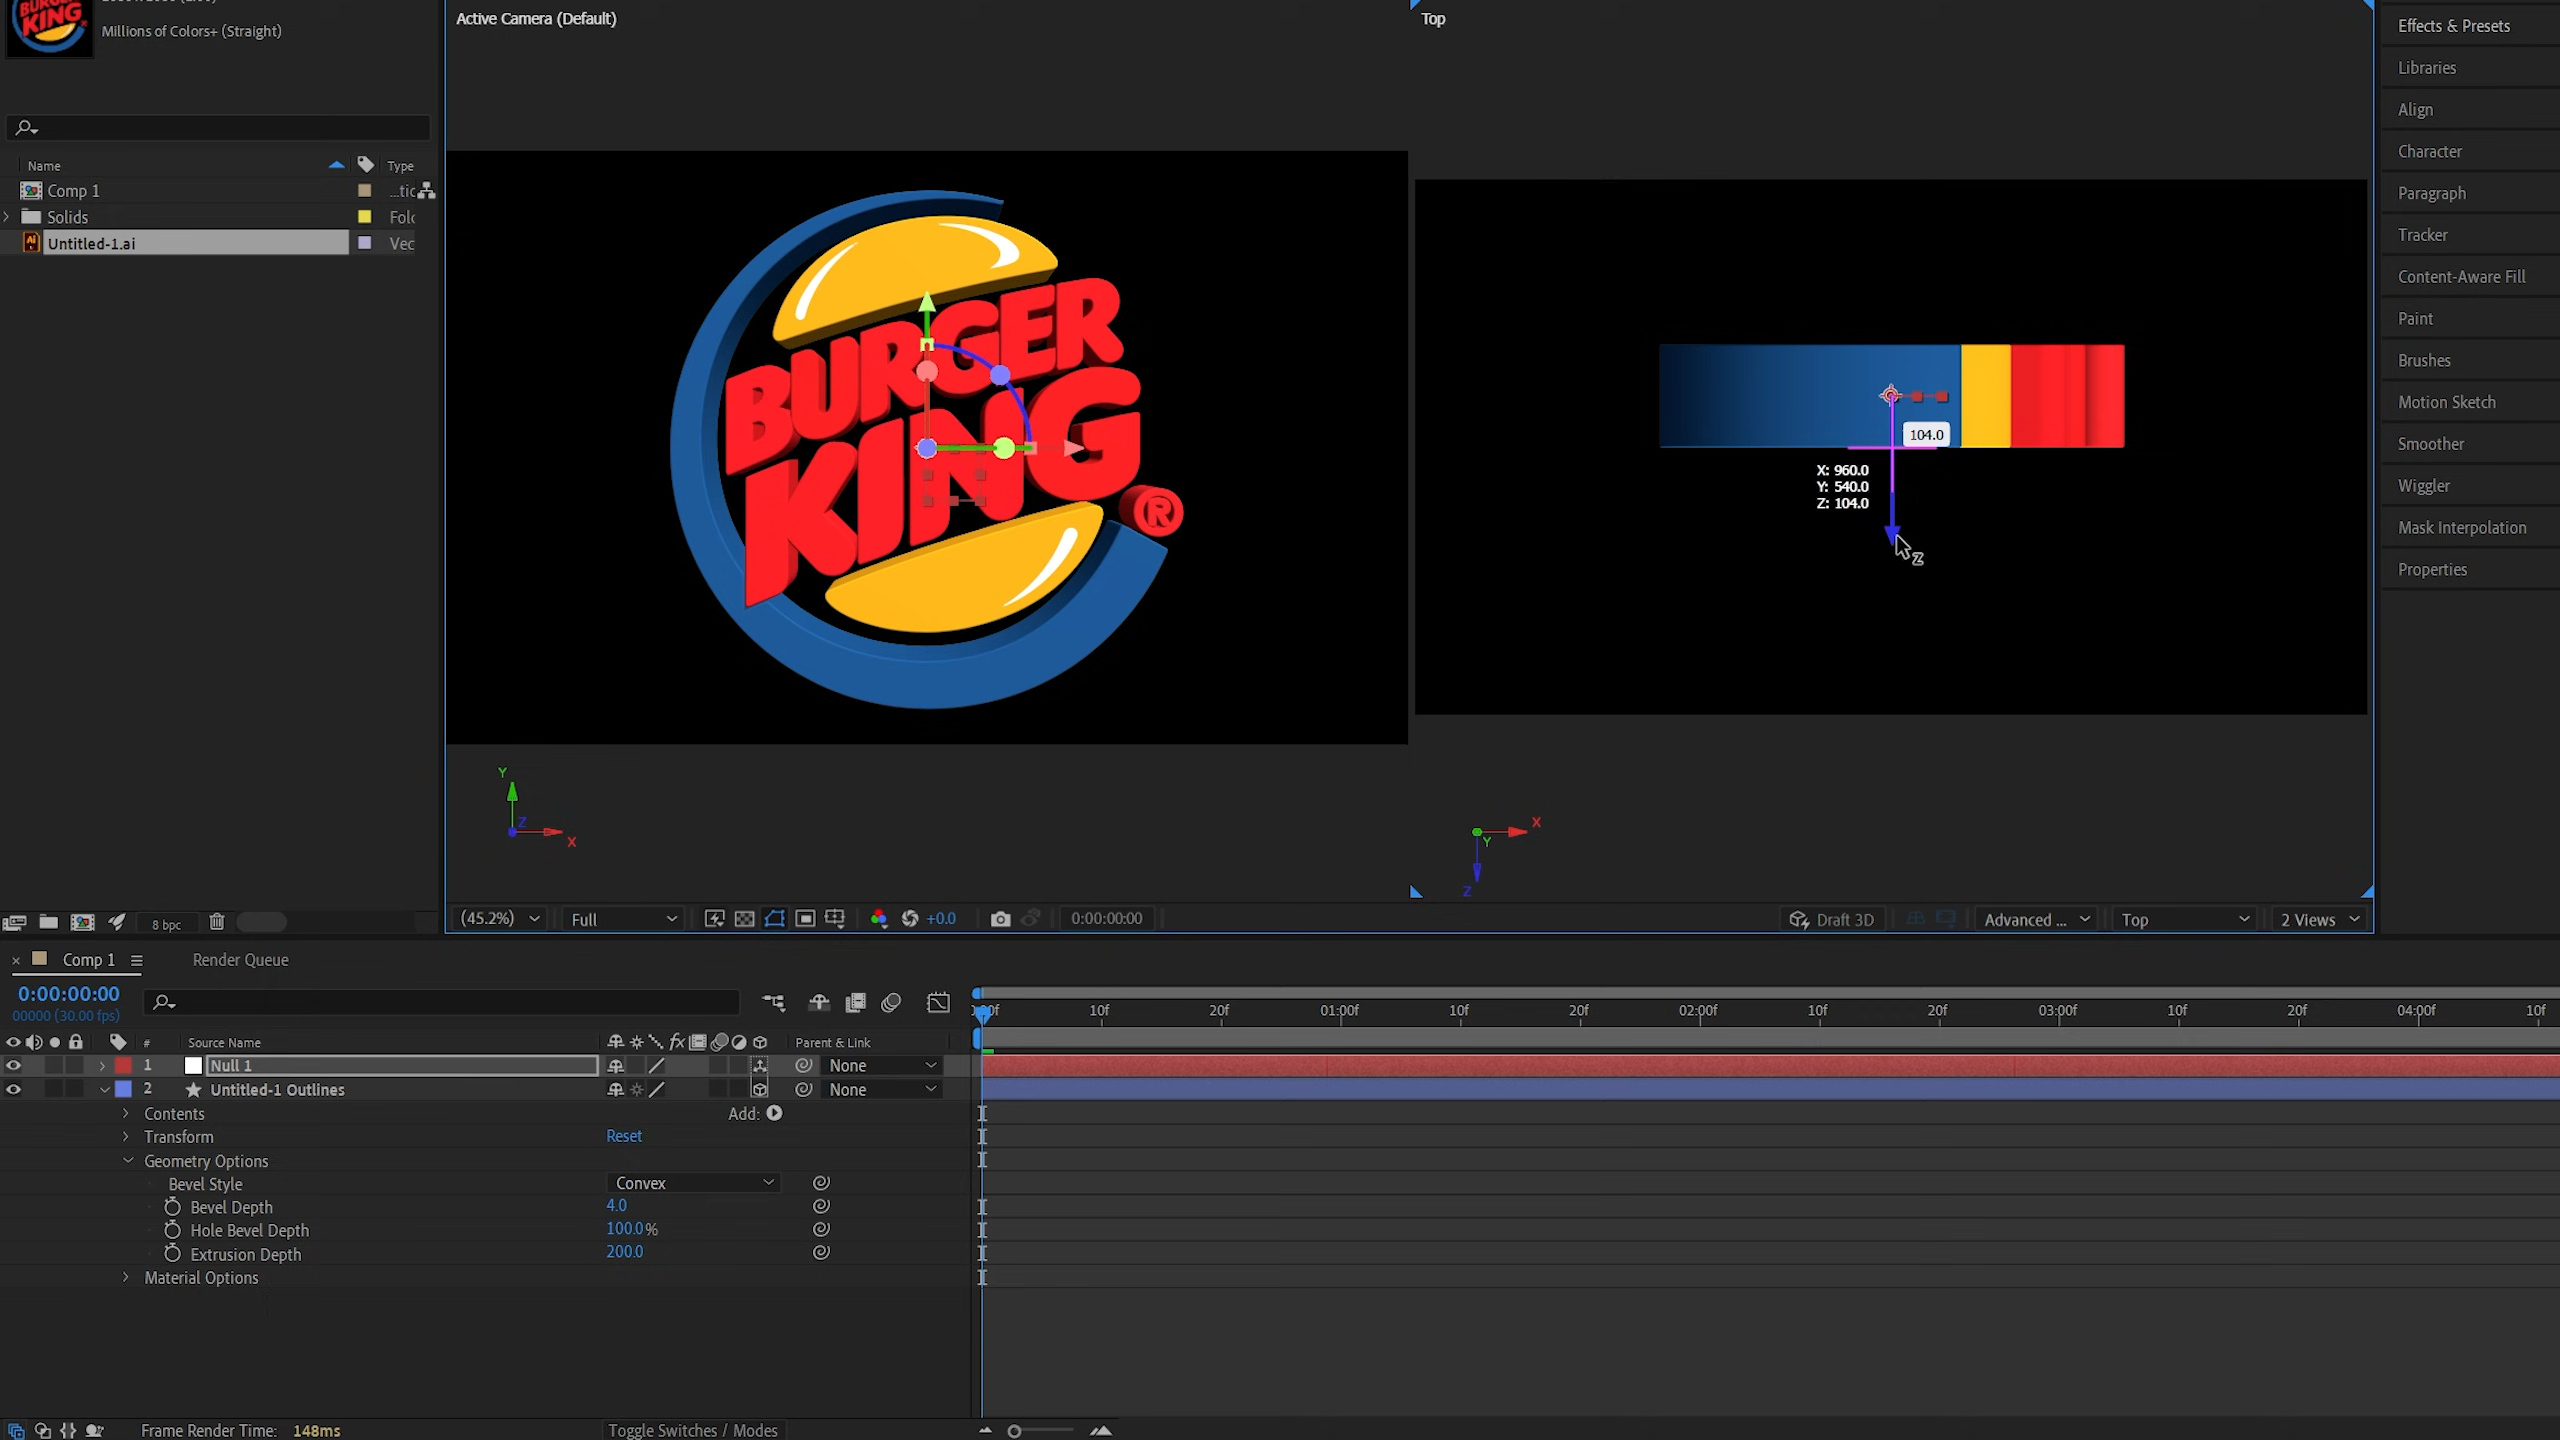 Millions of Colors+ (Straight)
Name Type
Comp 1
Solids
Untitled-1.ai Vec
8 bpc
Active Camera (Default)
BURGER
KING
®
Y
Z
X
Top
104.0
X: 960.0
Y: 540.0
Z: 104.0
Z
X
Y
Z
(45.2%) Full +0.0 0:00:00:00 Draft 3D Advanced ... Top 2 Views
Effects & Presets
Libraries
Align
Character
Paragraph
Tracker
Content-Aware Fill
Paint
Brushes
Motion Sketch
Smoother
Wiggler
Mask Interpolation
Properties
Comp 1 Render Queue
0:00:00:00
00000 (30.00 fps)
10f 20f 01:00f 10f 20f 02:00f 10f 20f 03:00f 10f 20f 04:00f 10f
# Source Name fx Parent & Link
1 Null 1 None
2 Untitled-1 Outlines None
Contents Add:
Transform Reset
Geometry Options
Bevel Style Convex
Bevel Depth 4.0
Hole Bevel Depth 100.0%
Extrusion Depth 200.0
Material Options
Frame Render Time: 148ms Toggle Switches / Modes